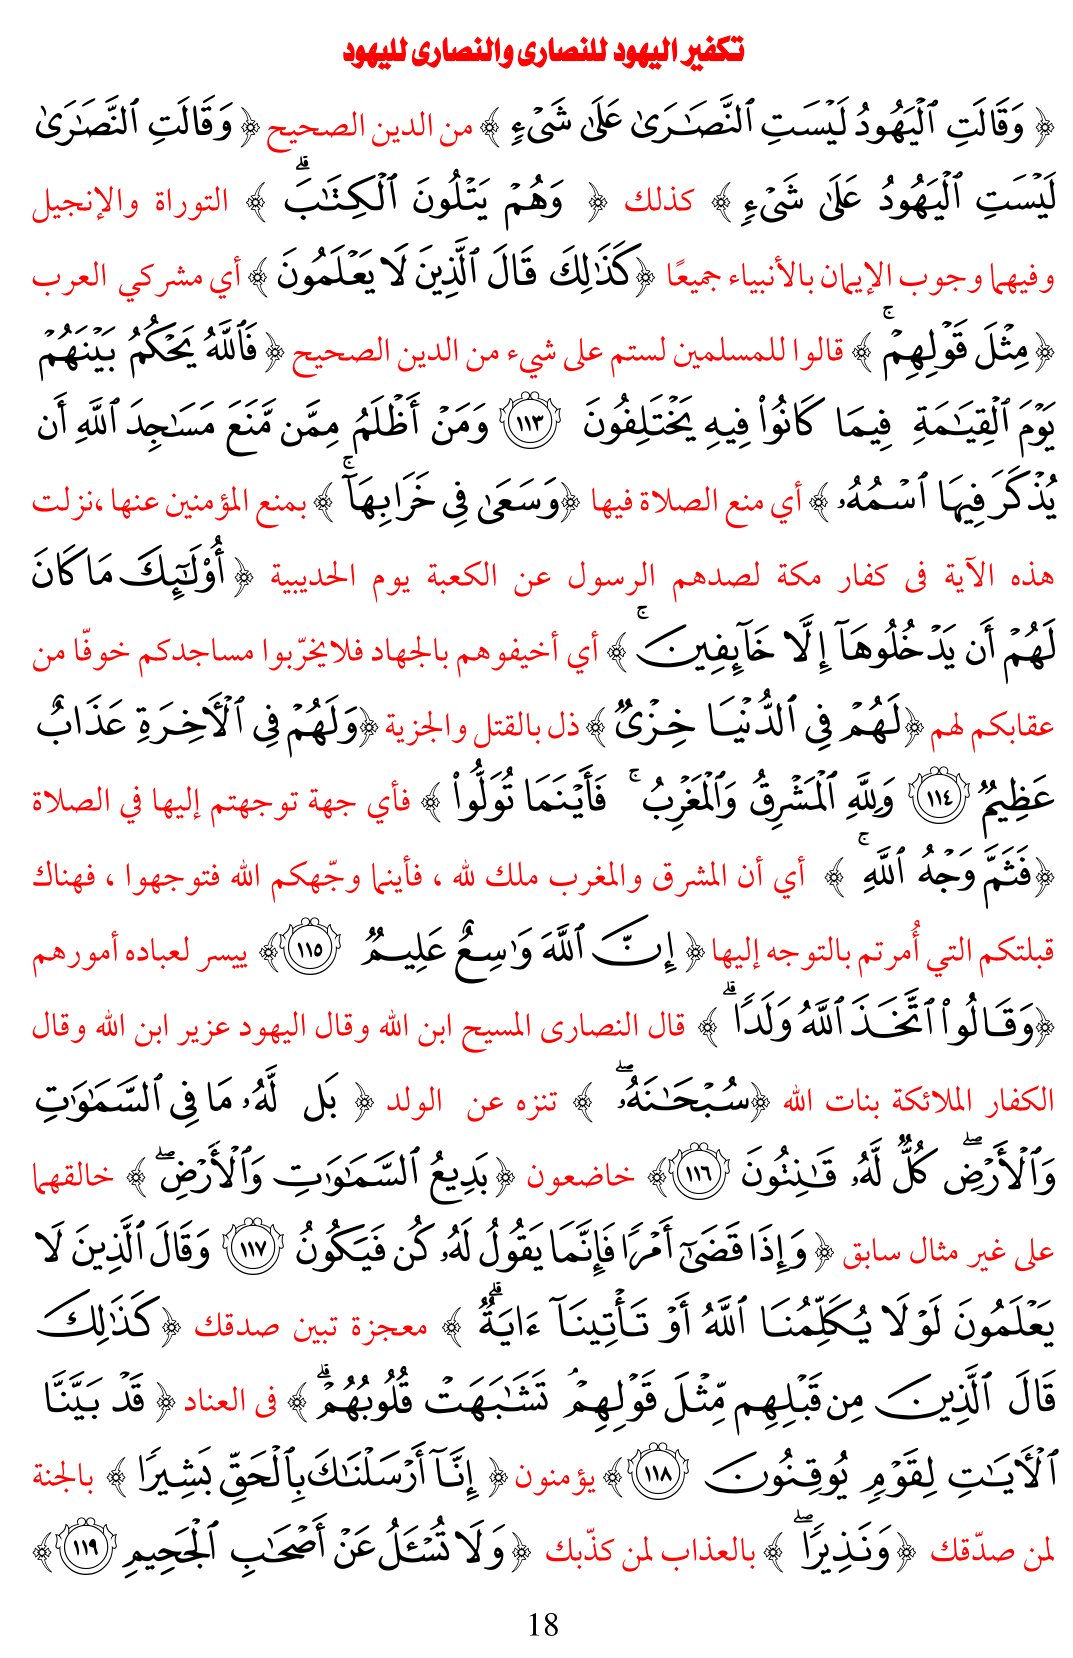 تكفير اليهود للنصارى والنصارى لليهود
﴿ وَقَالَتِ ٱلۡيَهُودُ لَيۡسَتِ ٱلنَّصَـٰرَىٰ عَلَىٰ شَىۡءٍ ﴾ من الدين الصحيح ﴿ وَقَالَتِ ٱلنَّصَـٰرَىٰ
لَيۡسَتِ ٱلۡيَهُودُ عَلَىٰ شَىۡءٍ ﴾ كذلك ﴿ وَهُمۡ يَتۡلُونَ ٱلۡكِتَـٰبَۗ ﴾ التوراة والإنجيل
وفيهما وجوب الإيمان بالأنبياء جميعًا ﴿كَذَٰلِكَ قَالَ ٱلَّذِينَ لَا يَعۡلَمُونَ ﴾ أي مشركي العرب
﴿مِثۡلَ قَوۡلِهِمۡۚ ﴾ قالوا للمسلمين لستم على شيء من الدين الصحيح ﴿ فَٱللَّهُ يَحۡكُمُ بَيۡنَهُمۡ
يَوۡمَ ٱلۡقِيَـٰمَةِ فِيمَا كَانُواْ فِيهِ يَخۡتَلِفُونَ ١١٣ وَمَنۡ أَظۡلَمُ مِمَّن مَّنَعَ مَسَـٰجِدَ ٱللَّهِ أَن
يُذۡكَرَ فِيهَا ٱسۡمُهُۥ ﴾ أي منع الصلاة فيها ﴿وَسَعَىٰ فِى خَرَابِهَآۚ ﴾ بمنع المؤمنين عنها ،نزلت
هذه الآية فى كفار مكة لصدهم الرسول عن الكعبة يوم الحديبية ﴿ أُوْلَـٰٓئِكَ مَا كَانَ
لَهُمۡ أَن يَدۡخُلُوهَآ إِلَّا خَآئِفِينَۚ ﴾ أي أخيفوهم بالجهاد فلايخرّبوا مساجدكم خوفًا من
عقابكم لهم ﴿لَهُمۡ فِى ٱلدُّنۡيَا خِزۡىٌ ﴾ ذل بالقتل والجزية ﴿وَلَهُمۡ فِى ٱلۡأَخِرَةِ عَذَابٌ
عَظِيمٌ ١١٤ وَلِلَّهِ ٱلۡمَشۡرِقُ وَٱلۡمَغۡرِبُۚ فَأَيۡنَمَا تُوَلُّواْ ﴾ فأي جهة توجهتم إليها في الصلاة
﴿فَثَمَّ وَجۡهُ ٱللَّهِۚ ﴾ أي أن المشرق والمغرب ملك لله ، فأينما وجّهكم الله فتوجهوا ، فهناك
قبلتكم التي أُمرتم بالتوجه إليها ﴿ إِنَّ ٱللَّهَ وَٰسِعٌ عَلِيمٌ ١١٥﴾ ييسر لعباده أمورهم
﴿وَقَالُواْ ٱتَّخَذَ ٱللَّهُ وَلَدًاۗ ﴾ قال النصارى المسيح ابن الله وقال اليهود عزير ابن الله وقال
الكفار الملائكة بنات الله ﴿سُبۡحَـٰنَهُۥۖ ﴾ تنزه عن الولد ﴿ بَل لَّهُۥ مَا فِى ٱلسَّمَـٰوَٰتِ
وَٱلۡأَرۡضِۖ كُلٌّ لَّهُۥ قَـٰنِتُونَ ١١٦﴾ خاضعون ﴿بَدِيعُ ٱلسَّمَـٰوَٰتِ وَٱلۡأَرۡضِۖ ﴾ خالقهما
على غير مثال سابق ﴿ وَإِذَا قَضَىٰٓ أَمۡرًا فَإِنَّمَا يَقُولُ لَهُۥ كُن فَيَكُونُ ١١٧ وَقَالَ ٱلَّذِينَ لَا
يَعۡلَمُونَ لَوۡلَا يُكَلِّمُنَا ٱللَّهُ أَوۡ تَأۡتِينَآ ءَايَةٌۗ ﴾ معجزة تبين صدقك ﴿كَذَٰلِكَ
قَالَ ٱلَّذِينَ مِن قَبۡلِهِم مِّثۡلَ قَوۡلِهِمۡۘ تَشَـٰبَهَتۡ قُلُوبُهُمۡۗ ﴾ فى العناد ﴿ قَدۡ بَيَّنَّا
ٱلۡأَيَـٰتِ لِقَوۡمٍ يُوقِنُونَ ١١٨﴾ يؤمنون ﴿ إِنَّآ أَرۡسَلۡنَـٰكَ بِٱلۡحَقِّ بَشِيرًا ﴾ بالجنة
لمن صدّقك ﴿وَنَذِيرًاۖ ﴾ بالعذاب لمن كذّبك ﴿ وَلَا تُسۡـَٔلُ عَنۡ أَصۡحَـٰبِ ٱلۡجَحِيمِ ١١٩﴾
18